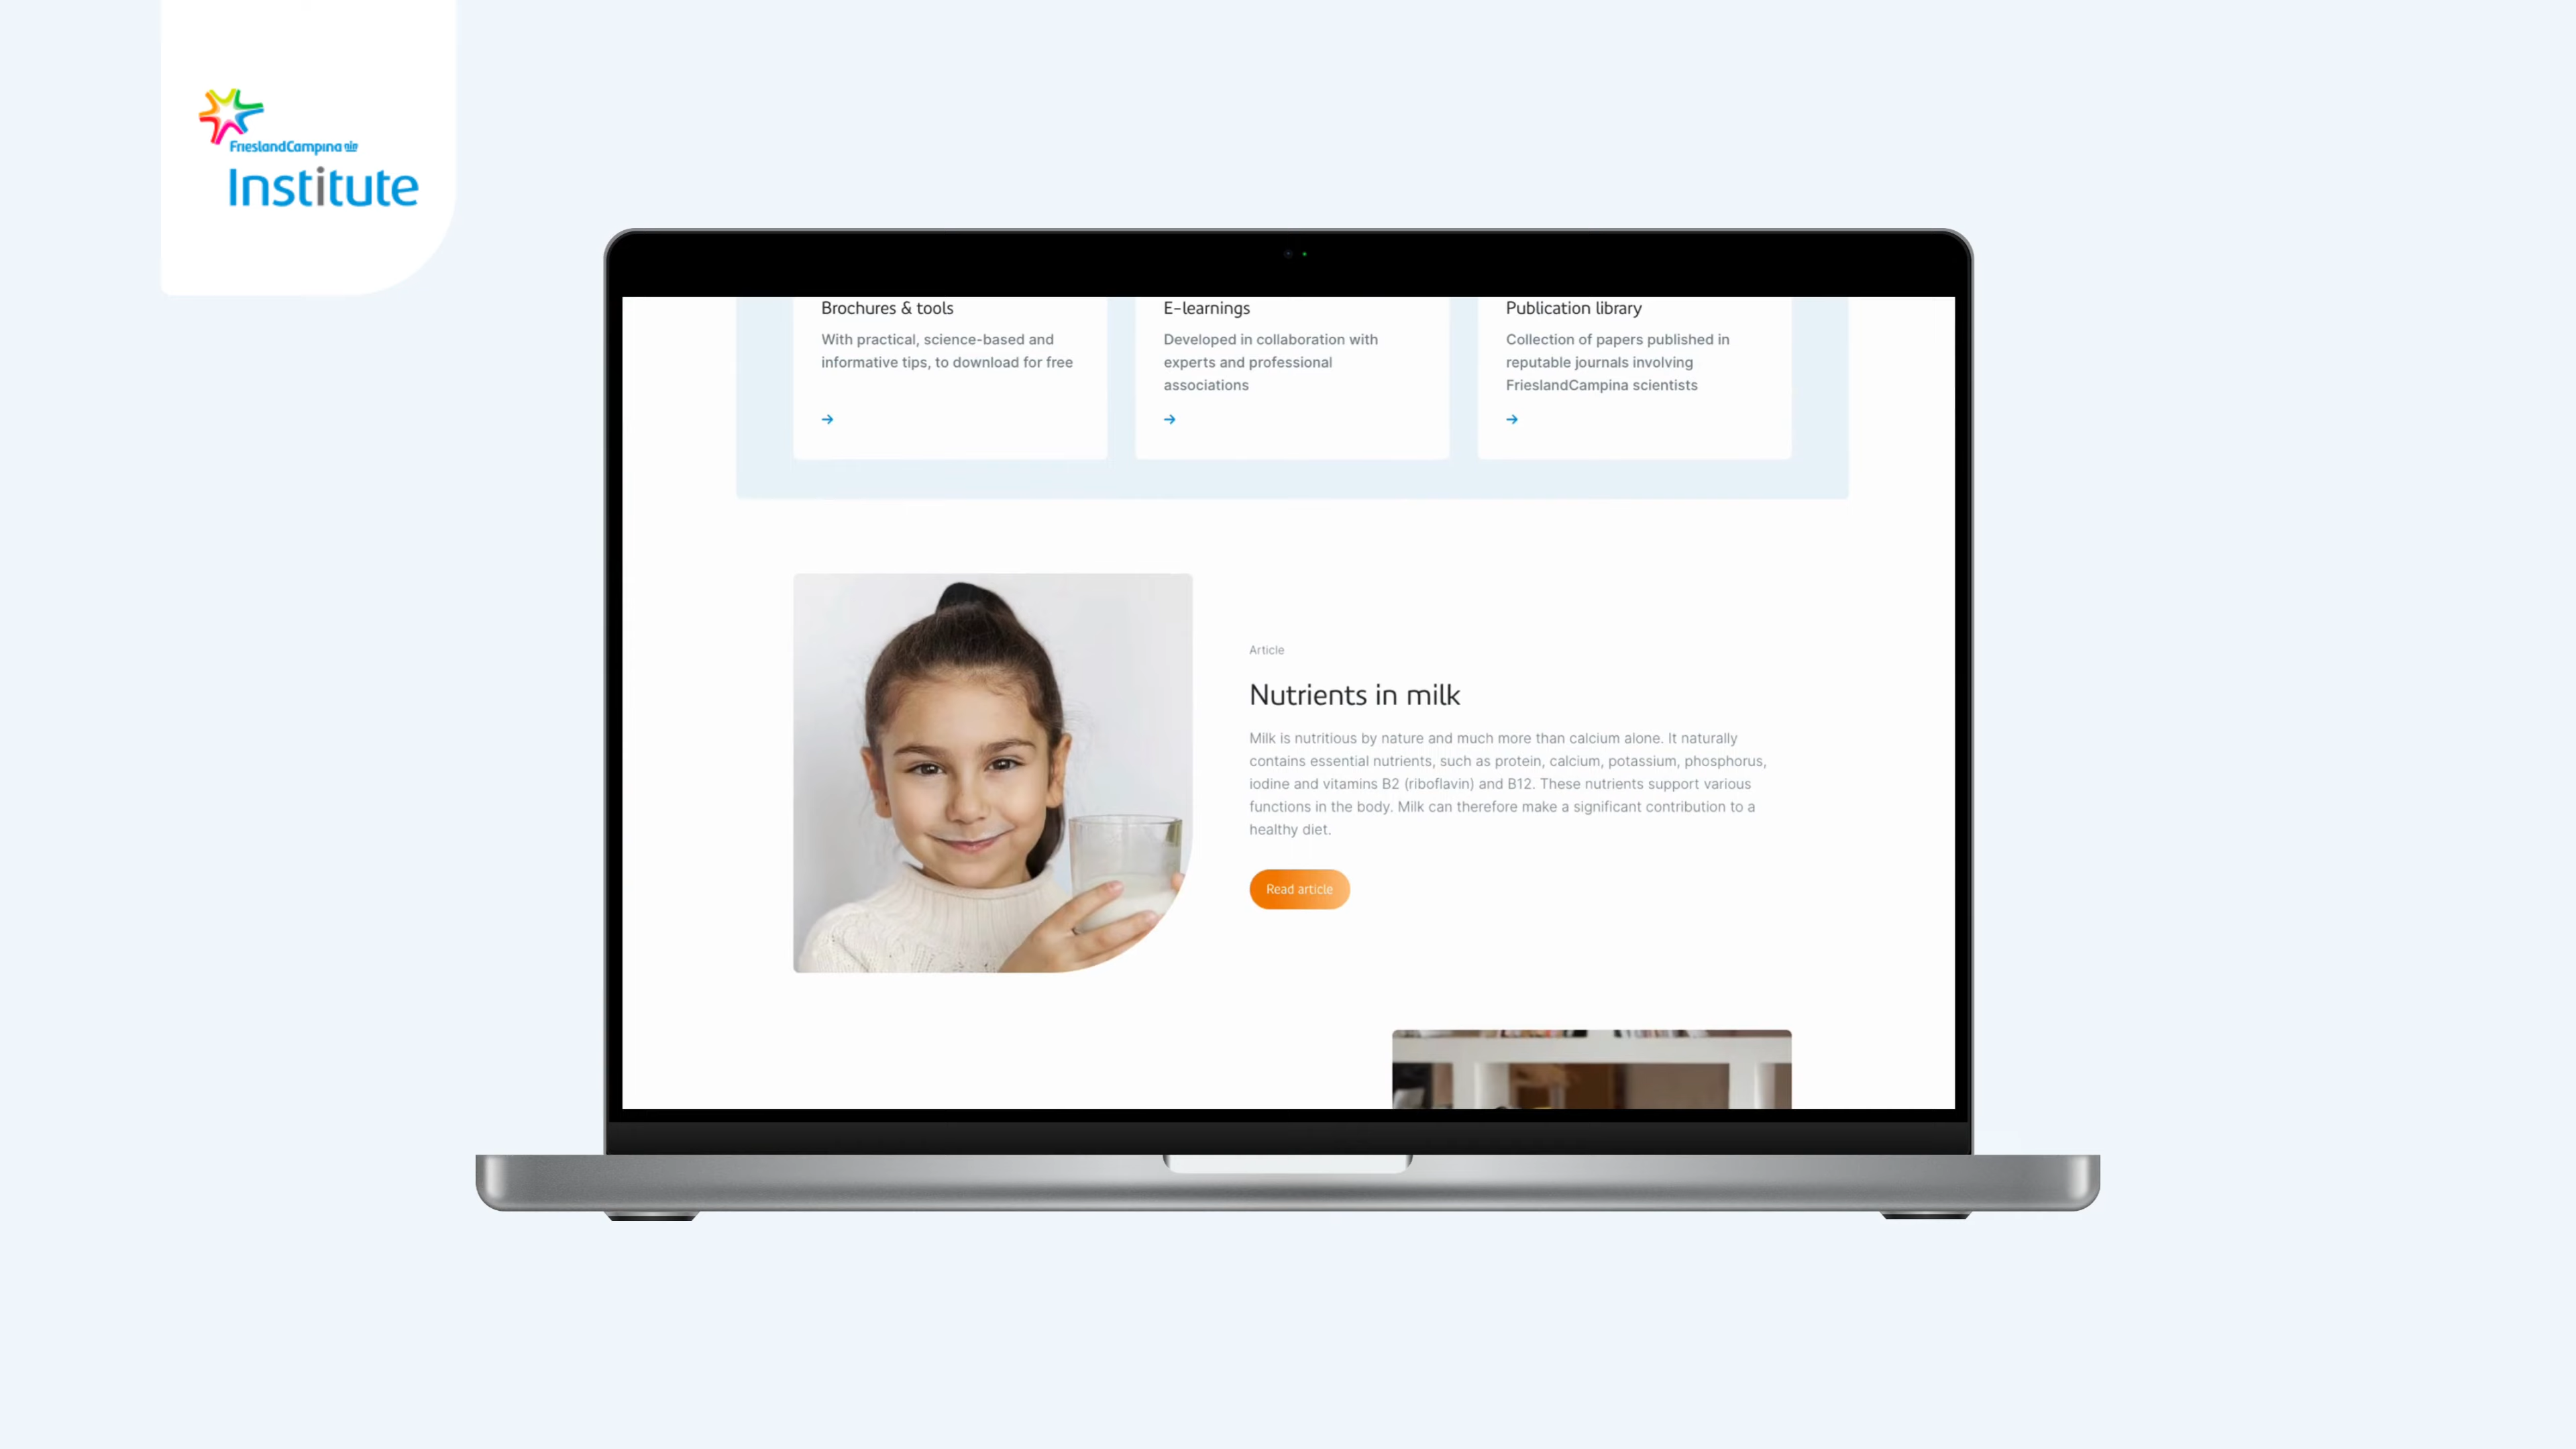 FrieslandCampina
Institute
Brochures & tools
With practical, science-based and
informative tips, to download for free
E-learnings
Developed in collaboration with
experts and professional
associations
Publication library
Collection of papers published in
reputable journals involving
FrieslandCampina scientists
Article
Nutrients in milk
Milk is nutritious by nature and much more than calcium alone. It naturally
contains essential nutrients, such as protein, calcium, potassium, phosphorus,
iodine and vitamins B2 (riboflavin) and B12. These nutrients support various
functions in the body. Milk can therefore make a significant contribution to a
healthy diet.
Read article